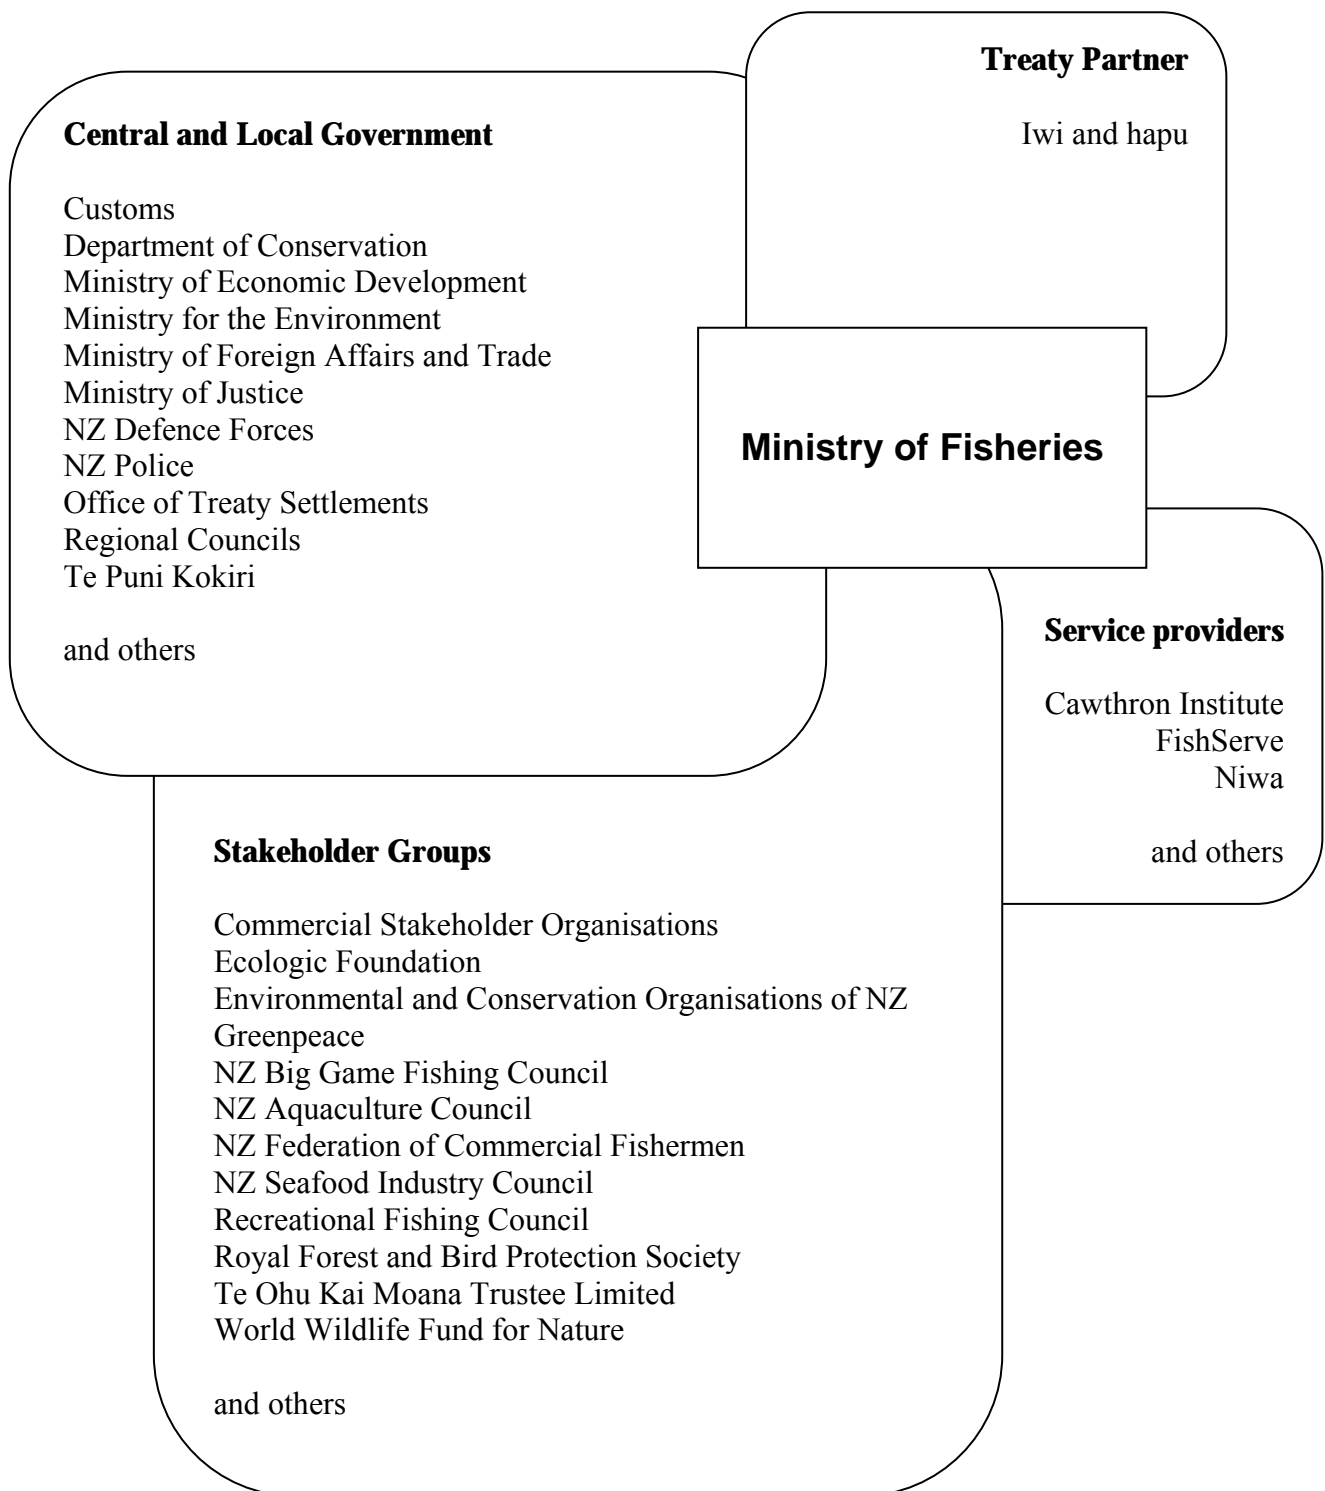 Treaty Partner
Iwi and hapu
Central and Local Government
Customs
Department of Conservation
Ministry of Economic Development
Ministry for the Environment
Ministry of Foreign Affairs and Trade
Ministry of Justice
NZ Defence Forces
NZ Police
Office of Treaty Settlements
Regional Councils
Te Puni Kokiri
and others
Ministry of Fisheries
Service providers
Cawthron Institute
FishServe
Niwa
and others
Stakeholder Groups
Commercial Stakeholder Organisations
Ecologic Foundation
Environmental and Conservation Organisations of NZ
Greenpeace
NZ Big Game Fishing Council
NZ Aquaculture Council
NZ Federation of Commercial Fishermen
NZ Seafood Industry Council
Recreational Fishing Council
Royal Forest and Bird Protection Society
Te Ohu Kai Moana Trustee Limited
World Wildlife Fund for Nature
and others